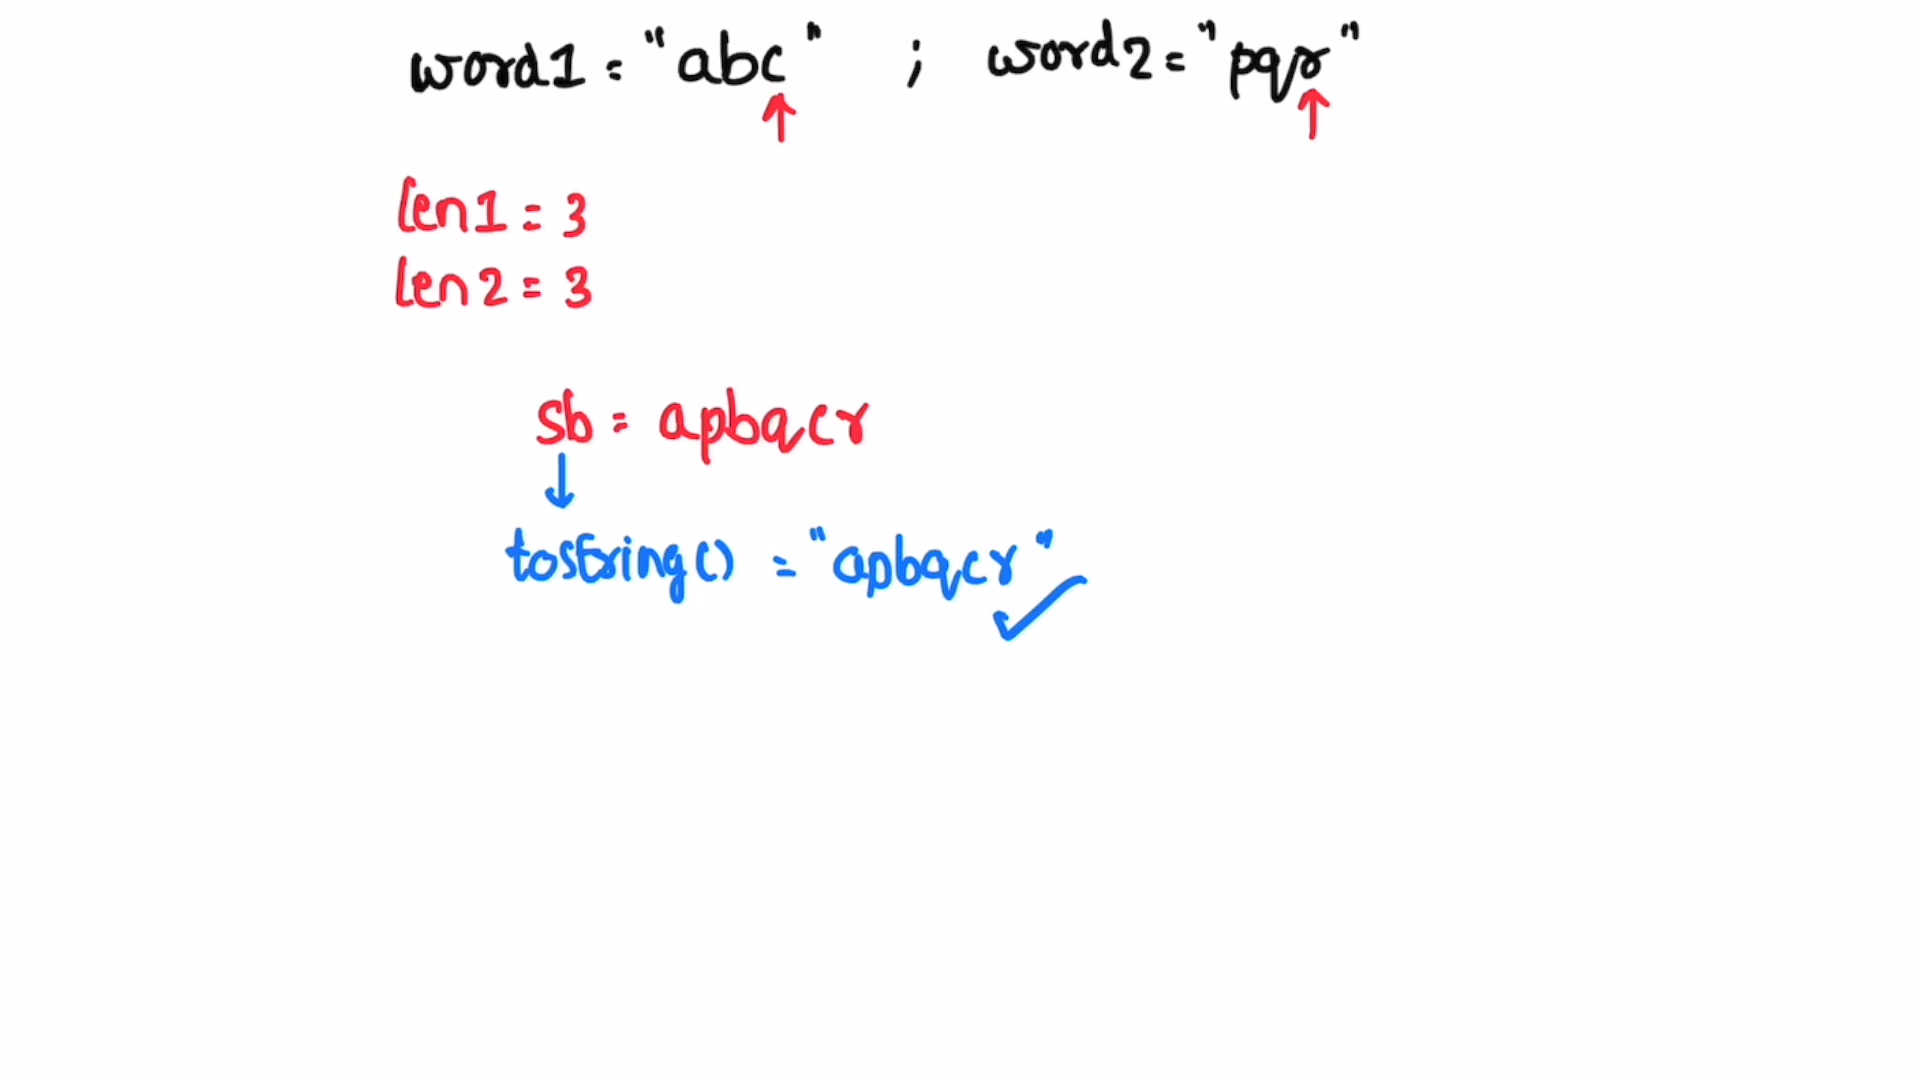 word1 = "abc" ; word2 = "pqr"
len1 = 3
len2 = 3
sb = apbqcr
tostring() = "apbqcr"